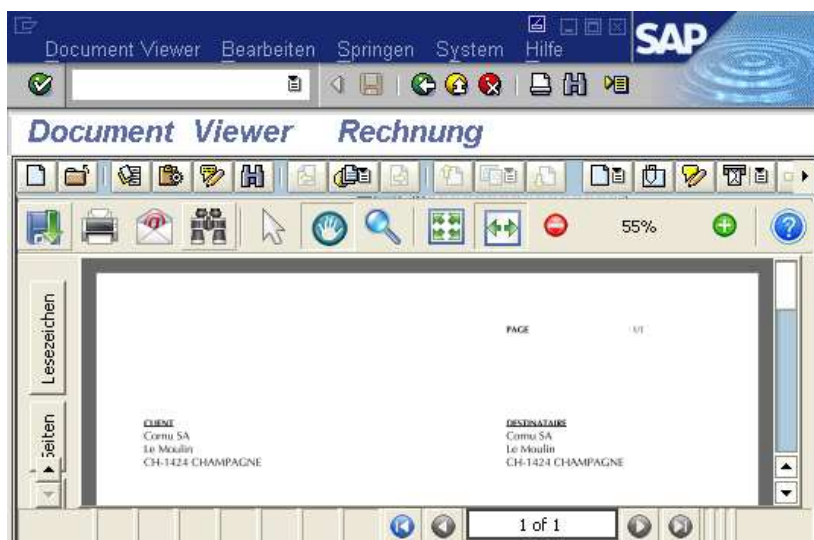 Document Viewer Bearbeiten Springen System Hilfe
SAP
Document Viewer Rechnung
55%
Lesezeichen
Seiten
PAGE 1/1
CLIENT
Cornu SA
Le Moulin
CH-1424 CHAMPAGNE
DESTINATAIRE
Cornu SA
Le Moulin
CH-1424 CHAMPAGNE
1 of 1